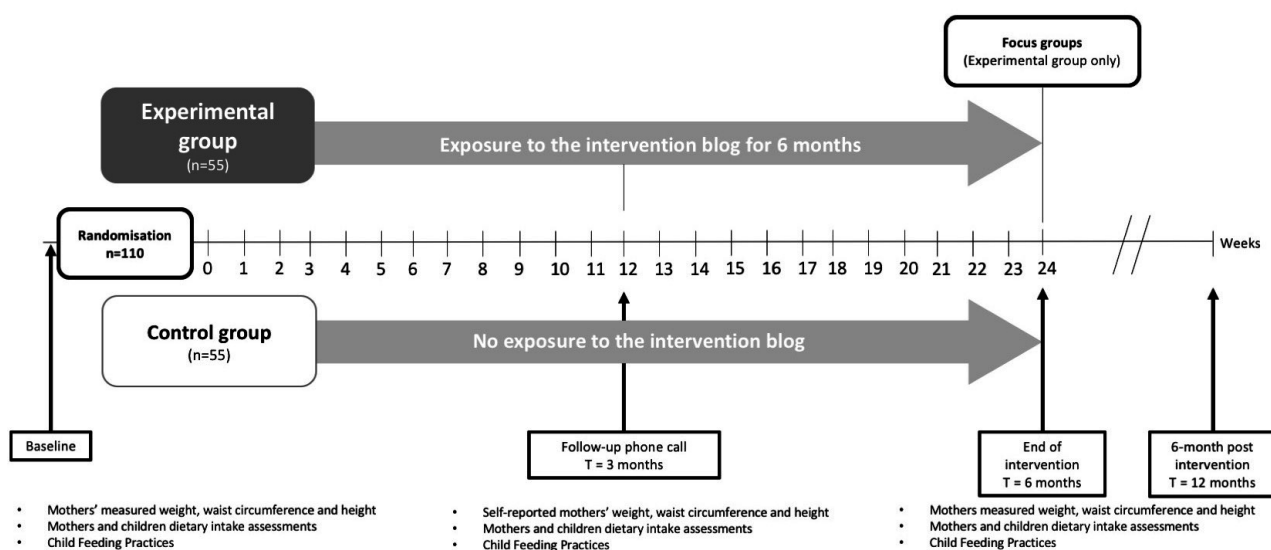 Focus groups
(Experimental group only)
Experimental
group
(n=55)
Exposure to the intervention blog for 6 months
Randomisation
n=110
Weeks
0 1 2 3 4 5 6 7 8 9 10 11 12 13 14 15 16 17 18 19 20 21 22 23 24
Control group
(n=55)
No exposure to the intervention blog
Baseline
Follow-up phone call
T = 3 months
End of
intervention
T = 6 months
6-month post
intervention
T = 12 months
• Mothers' measured weight, waist circumference and height
• Mothers and children dietary intake assessments
• Child Feeding Practices
• Self-reported mothers' weight, waist circumference and height
• Mothers and children dietary intake assessments
• Child Feeding Practices
• Mothers measured weight, waist circumference and height
• Mothers and children dietary intake assessments
• Child Feeding Practices